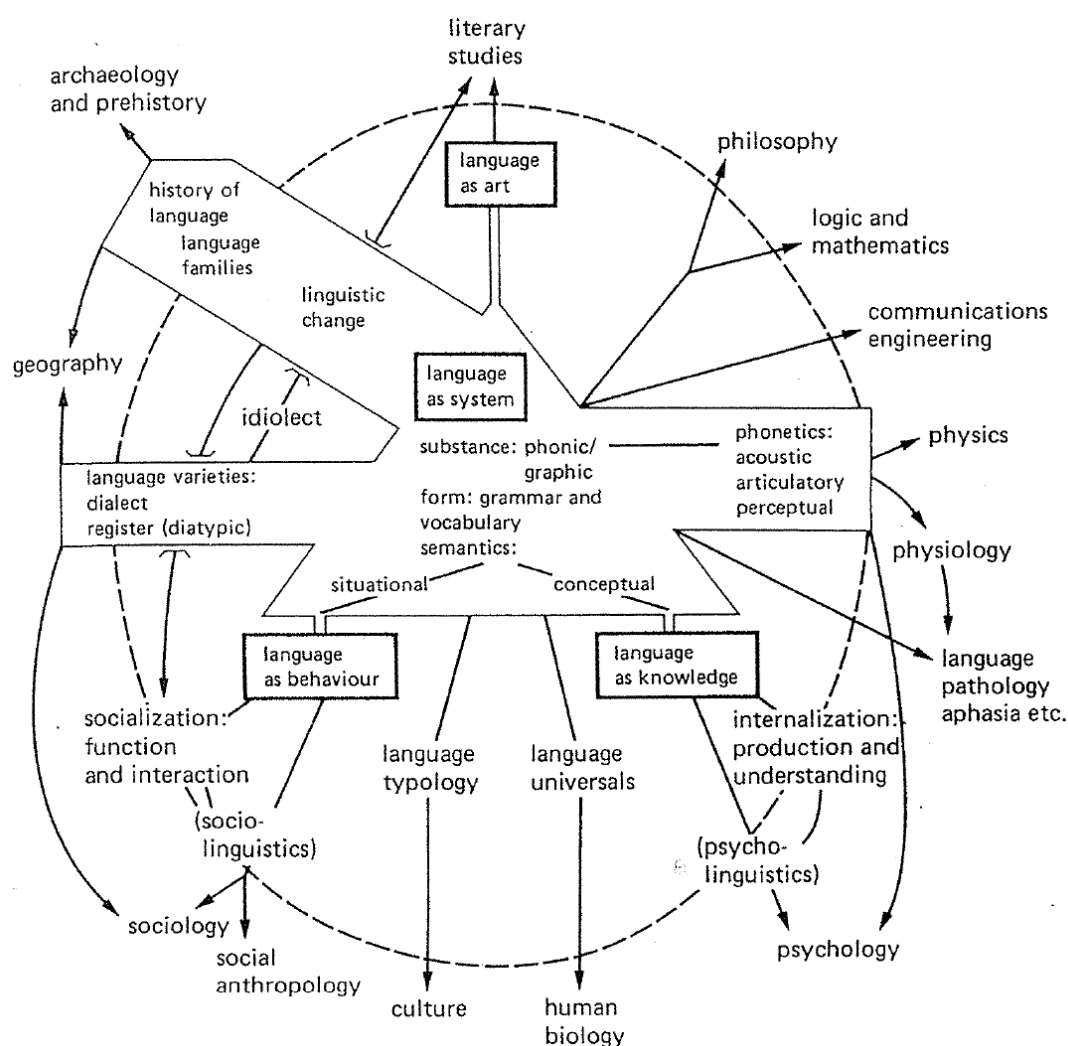 literary
studies
archaeology
and prehistory
philosophy
language
as art
history of
language
language
families
logic and
mathematics
linguistic
change
communications
engineering
geography
language
as system
idiolect
substance: phonic/
graphic
phonetics:
acoustic
articulatory
perceptual
physics
language varieties:
dialect
register (diatypic)
form: grammar and
vocabulary
semantics:
physiology
situational
conceptual
language
as behaviour
language
as knowledge
language
pathology
aphasia etc.
socialization:
function
and interaction
language
typology
language
universals
internalization:
production and
understanding
(socio-
linguistics)
(psycho-
linguistics)
sociology
social
anthropology
psychology
culture
human
biology